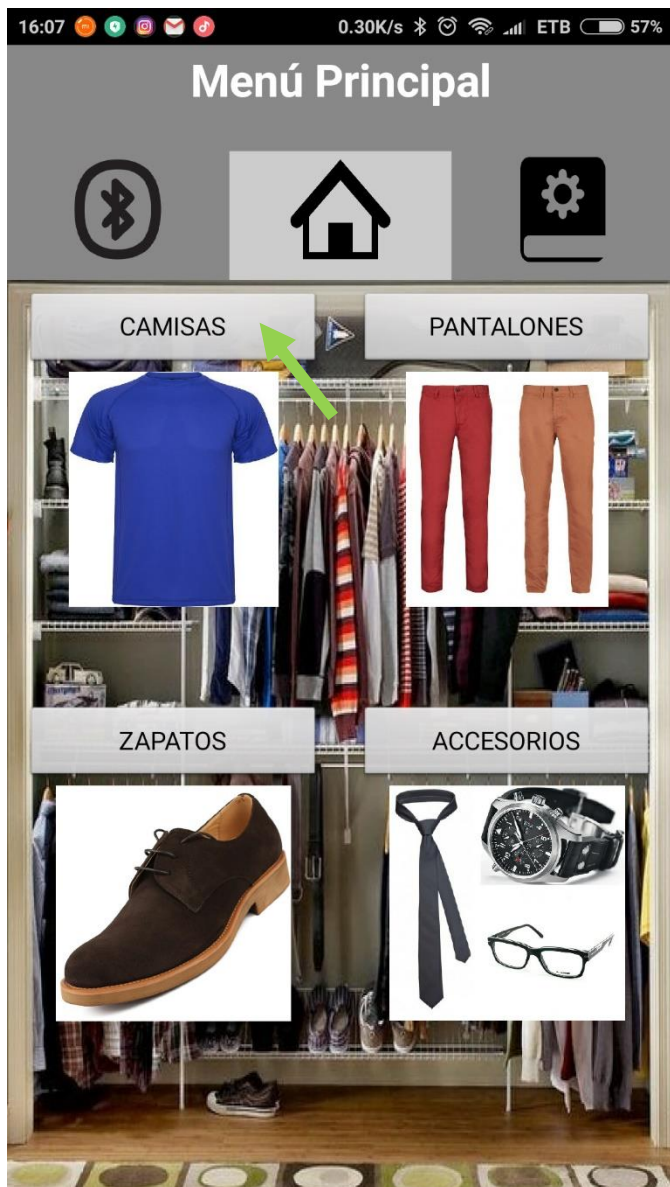 16:07 0.30K/s ETB 57%
Menú Principal
CAMISAS PANTALONES
ZAPATOS ACCESORIOS